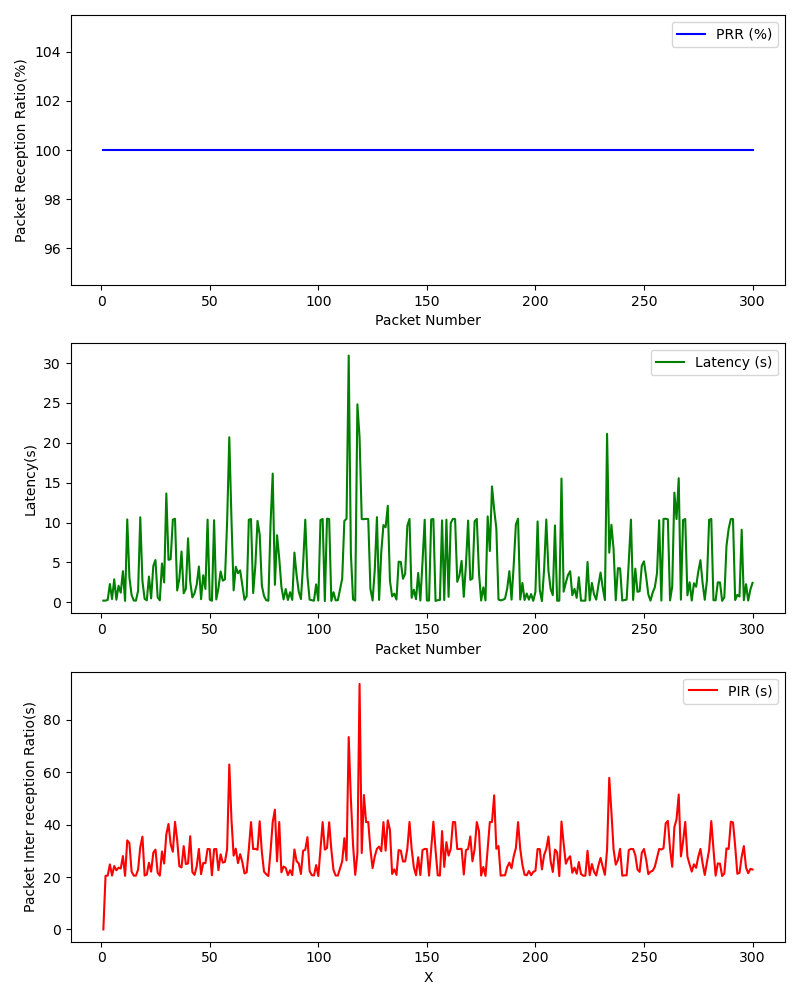 PRR (%)
Packet Reception Ratio(%)
104
102
100
98
96
0 50 100 150 200 250 300
Packet Number
Latency (s)
Latency(s)
30
25
20
15
10
5
0
0 50 100 150 200 250 300
Packet Number
PIR (s)
Packet Inter reception Ratio(s)
80
60
40
20
0
0 50 100 150 200 250 300
X